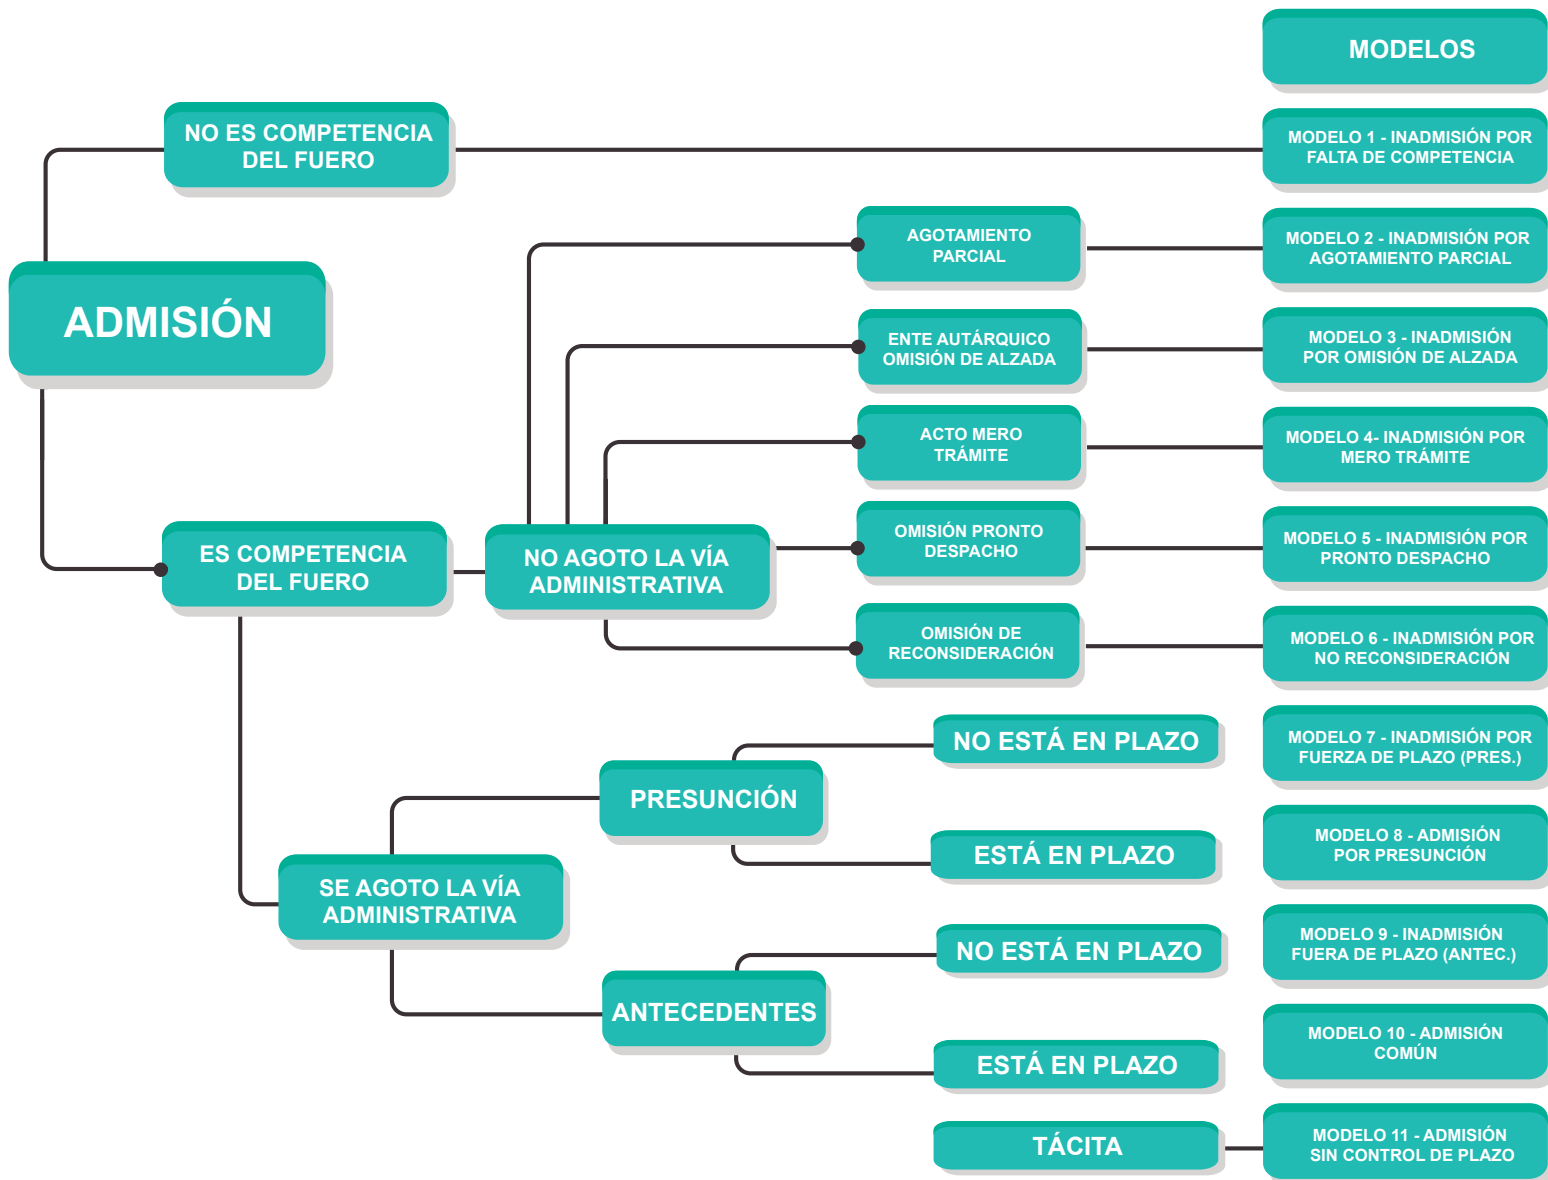 MODELOS
NO ES COMPETENCIA
DEL FUERO
MODELO 1 - INADMISIÓN POR
FALTA DE COMPETENCIA
ADMISIÓN
AGOTAMIENTO
PARCIAL
MODELO 2 - INADMISIÓN POR
AGOTAMIENTO PARCIAL
ENTE AUTÁRQUICO
OMISIÓN DE ALZADA
MODELO 3 - INADMISIÓN
POR OMISIÓN DE ALZADA
ACTO MERO
TRÁMITE
MODELO 4- INADMISIÓN POR
MERO TRÁMITE
ES COMPETENCIA
DEL FUERO
NO AGOTO LA VÍA
ADMINISTRATIVA
OMISIÓN PRONTO
DESPACHO
MODELO 5 - INADMISIÓN POR
PRONTO DESPACHO
OMISIÓN DE
RECONSIDERACIÓN
MODELO 6 - INADMISIÓN POR
NO RECONSIDERACIÓN
SE AGOTO LA VÍA
ADMINISTRATIVA
PRESUNCIÓN
NO ESTÁ EN PLAZO
MODELO 7 - INADMISIÓN POR
FUERZA DE PLAZO (PRES.)
ESTÁ EN PLAZO
MODELO 8 - ADMISIÓN
POR PRESUNCIÓN
ANTECEDENTES
NO ESTÁ EN PLAZO
MODELO 9 - INADMISIÓN
FUERA DE PLAZO (ANTEC.)
ESTÁ EN PLAZO
MODELO 10 - ADMISIÓN
COMÚN
TÁCITA
MODELO 11 - ADMISIÓN
SIN CONTROL DE PLAZO